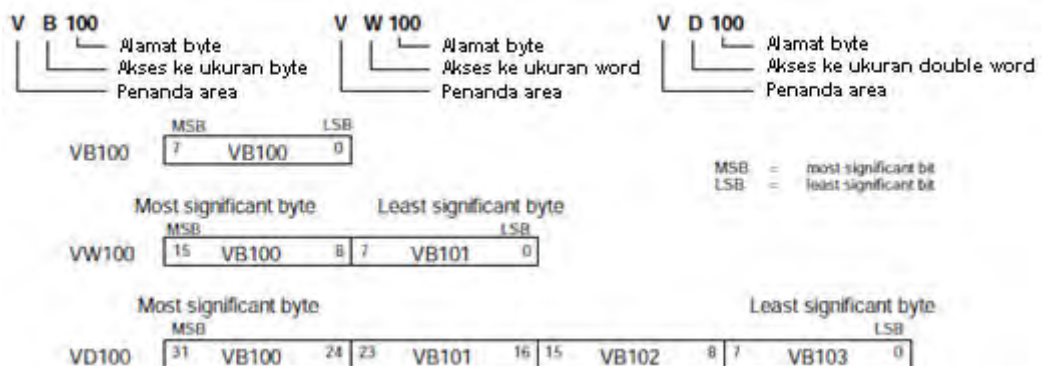 V B 100 V W 100 V D 100
Alamat byte Alamat byte Alamat byte
Akses ke ukuran byte Akses ke ukuran word Akses ke ukuran double word
Penanda area Penanda area Penanda area
MSB LSB
VB100 7 VB100 0
MSB = most significant bit
LSB = least significant bit
Most significant byte Least significant byte
MSB LSB
VW100 15 VB100 8 7 VB101 0
Most significant byte Least significant byte
MSB LSB
VD100 31 VB100 24 23 VB101 16 15 VB102 8 7 VB103 0